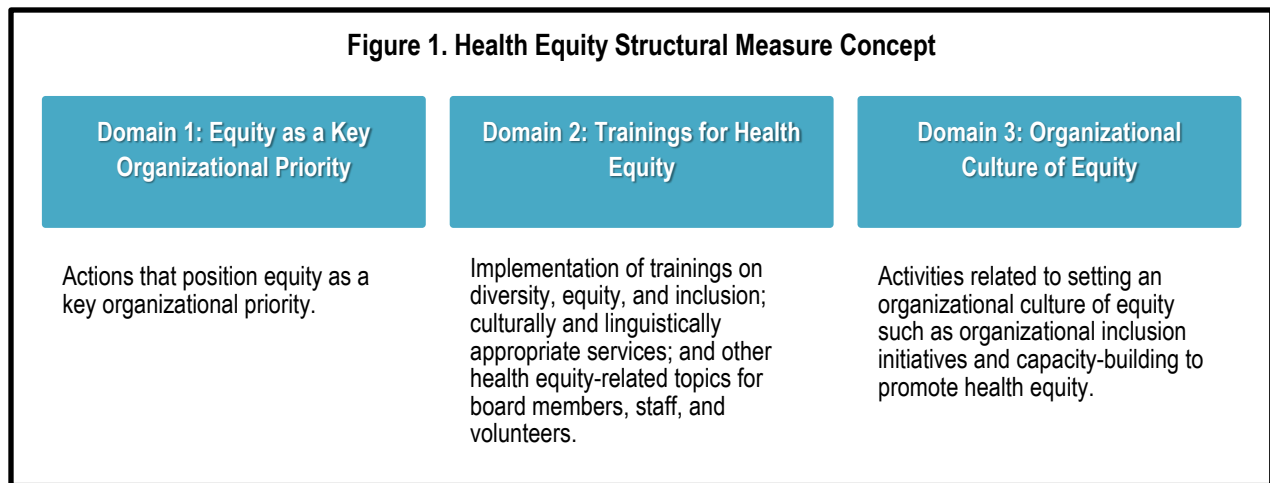 Figure 1. Health Equity Structural Measure Concept
Domain 1: Equity as a Key
Organizational Priority
Actions that position equity as a
key organizational priority.
Domain 2: Trainings for Health
Equity
Implementation of trainings on
diversity, equity, and inclusion;
culturally and linguistically
appropriate services; and other
health equity-related topics for
board members, staff, and
volunteers.
Domain 3: Organizational
Culture of Equity
Activities related to setting an
organizational culture of equity
such as organizational inclusion
initiatives and capacity-building to
promote health equity.